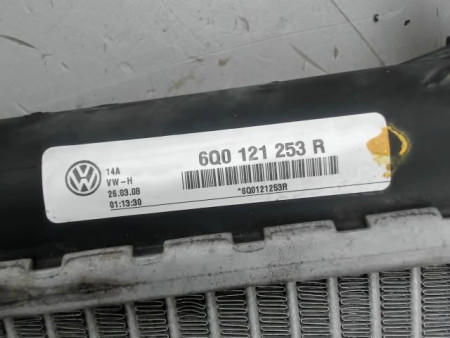 14A
VW-H
26.03.08
01:13:30
6Q0 121 253 R
*6Q0121253R